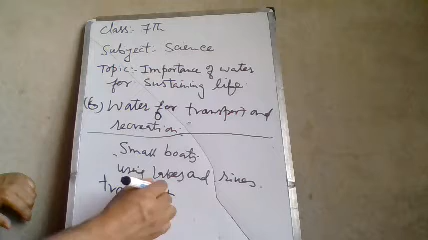 Class: 7th
Subject- Science
Topic:- Importance of water
for Sustaining life
(6) Water for transport and
recreation:
Small boats
using Lakes and rivers.